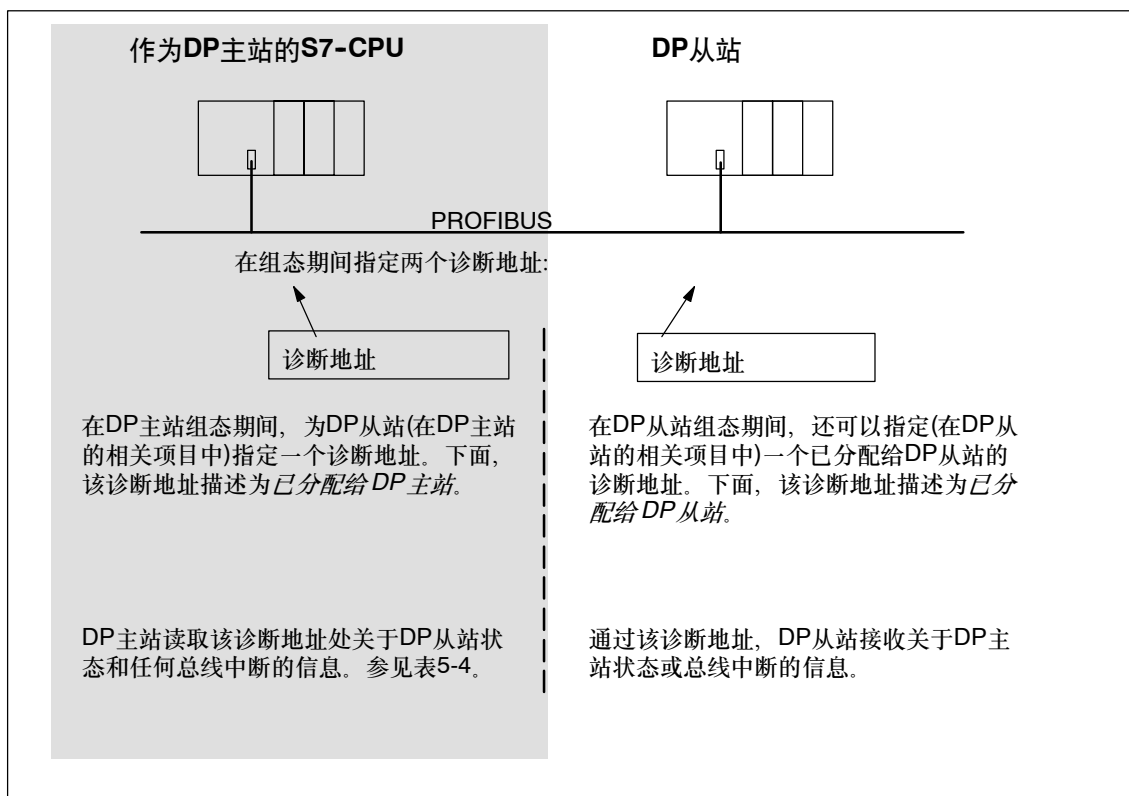 作为DP主站的S7-CPU
DP从站
PROFIBUS
在组态期间指定两个诊断地址:
诊断地址
诊断地址
在DP主站组态期间，为DP从站(在DP主站
的相关项目中)指定一个诊断地址。下面，
该诊断地址描述为已分配给 DP 主站。
在DP从站组态期间，还可以指定(在DP从
站的相关项目中)一个已分配给DP从站的
诊断地址。下面，该诊断地址描述为已分
配给 DP 从站。
DP主站读取该诊断地址处关于DP从站状
态和任何总线中断的信息。参见表5-4。
通过该诊断地址，DP从站接收关于DP主
站状态或总线中断的信息。